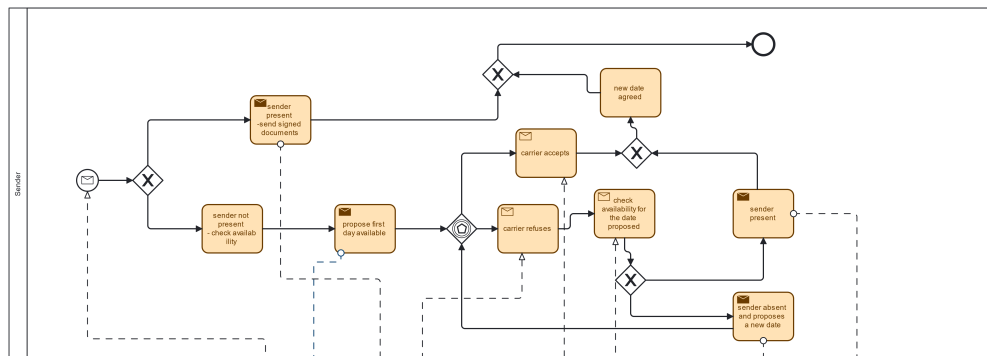 Sender
sender
present
-send signed
documents
new date
agreed
carrier accepts
sender not
present
- check availab
ility
propose first
day available
carrier refuses
check
availability for
the date
proposed
sender
present
sender absent
and proposes
a new date